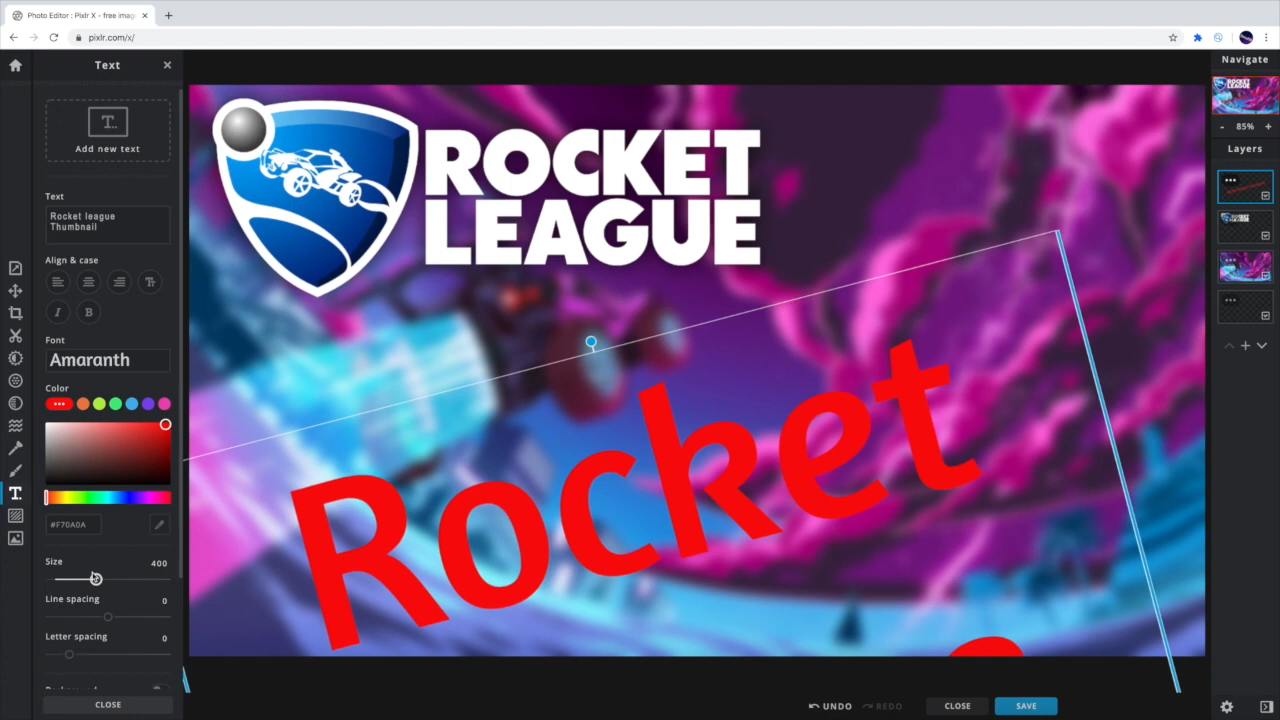 Photo Editor : Pixlr X - free imag
pixlr.com/x/
Text
T..
Add new text
Text
Rocket league
Thumbnail
Align & case
I
B
Font
Amaranth
Color
#F70A0A
Size
400
Line spacing
0
Letter spacing
0
CLOSE
ROCKET
LEAGUE
Rocket
UNDO
REDO
CLOSE
SAVE
Navigate
ROCKET
LEAGUE
- 85% +
Layers